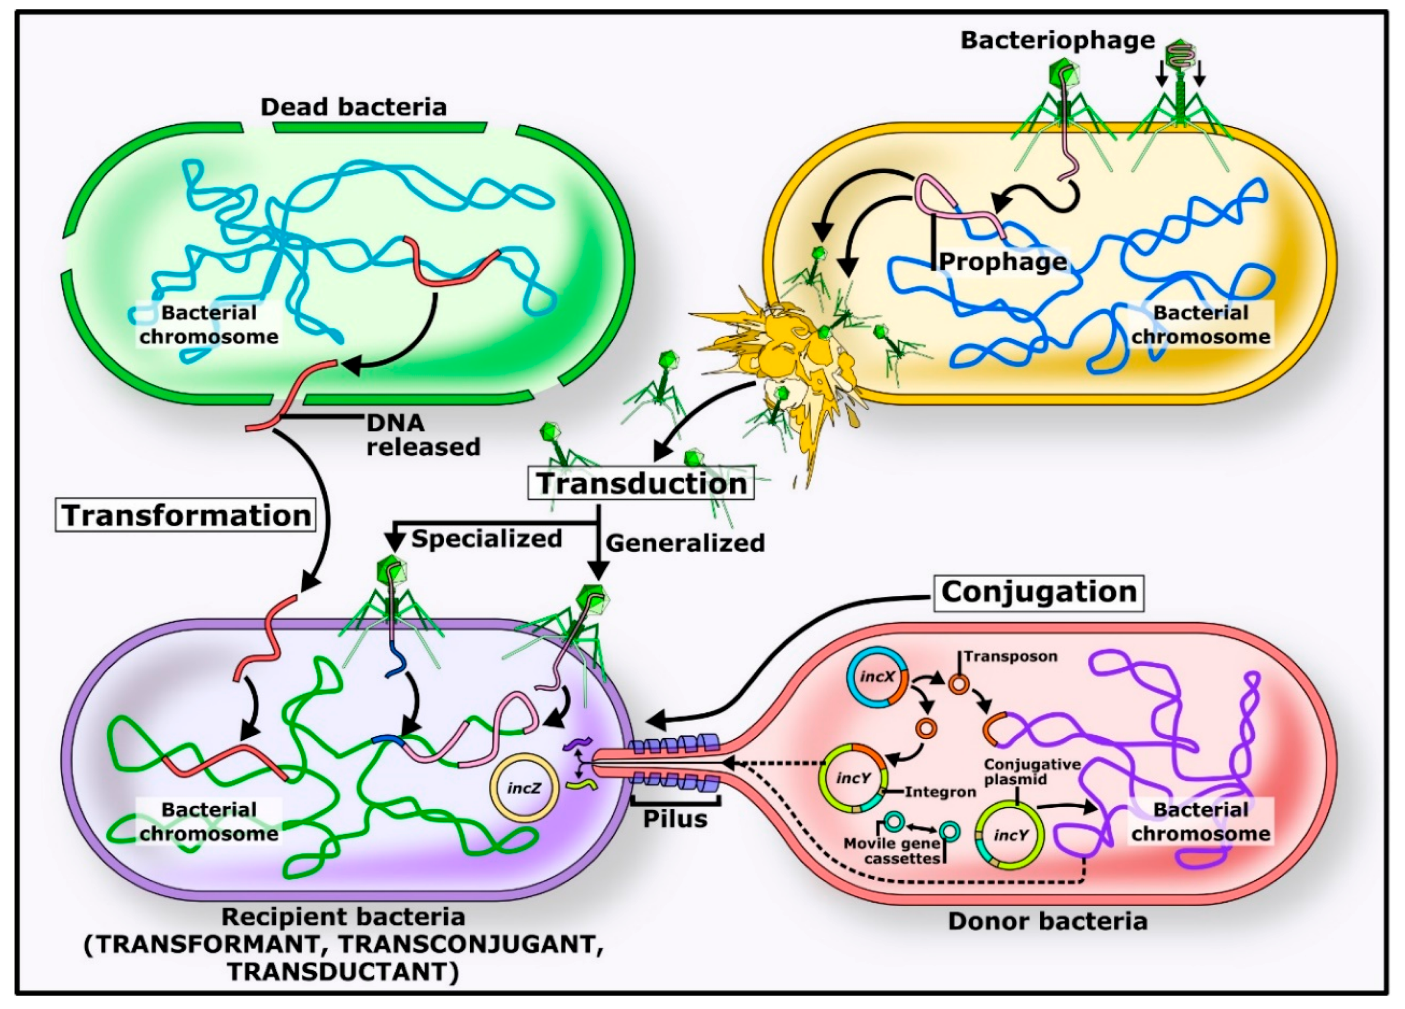 Bacteriophage
Dead bacteria
Prophage
Bacterial
chromosome
Bacterial
chromosome
DNA
released
Transduction
Transformation
Specialized
Generalized
Conjugation
Transposon
incX
Conjugative
plasmid
incY
Integron
incZ
Bacterial
chromosome
Pilus
Movile gene
cassettes
incY
Bacterial
chromosome
Recipient bacteria
(TRANSFORMANT, TRANSCONJUGANT,
TRANSDUCTANT)
Donor bacteria